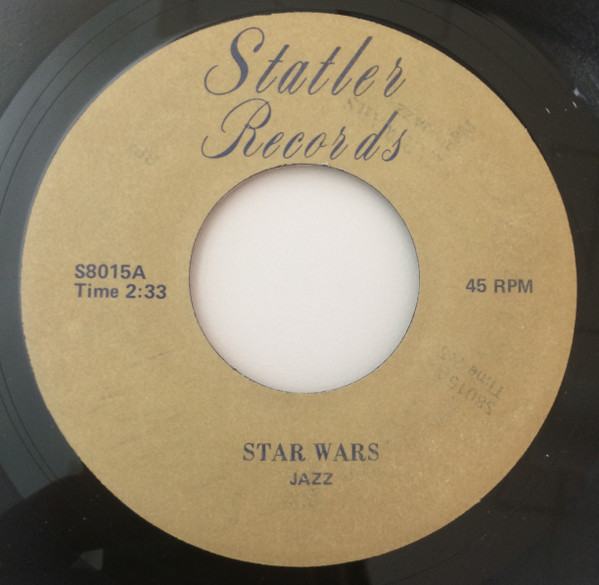 Statler
Records
S8015A
Time 2:33
45 RPM
STAR WARS
JAZZ